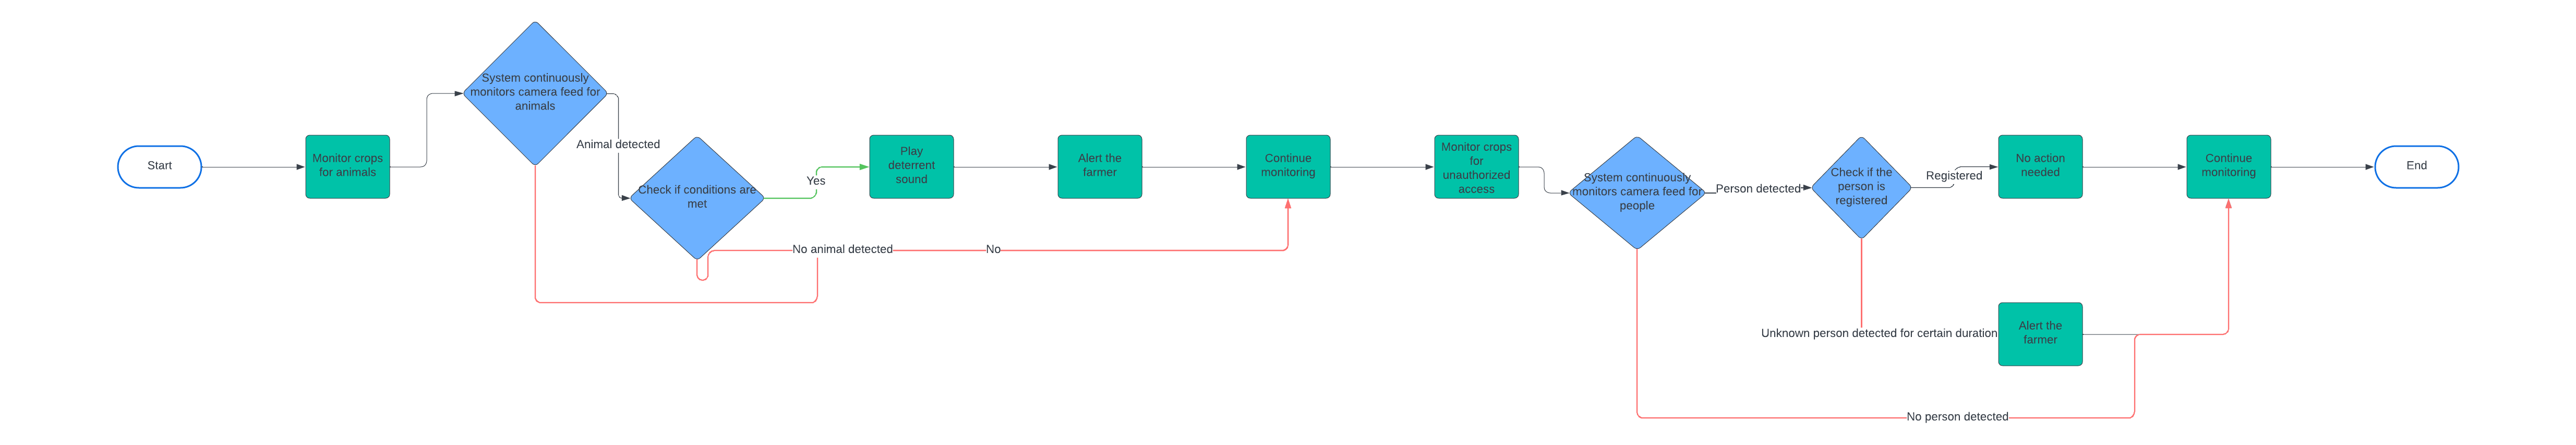 Start
Monitor crops
for animals
System continuously
monitors camera feed for
animals
Animal detected
Check if conditions are
met
Yes
No animal detected
No
Play
deterrent
sound
Alert the
farmer
Continue
monitoring
Monitor crops
for
unauthorized
access
System continuously
monitors camera feed for
people
Person detected
Check if the
person is
registered
Registered
No action
needed
Unknown person detected for certain duration
Alert the
farmer
No person detected
Continue
monitoring
End